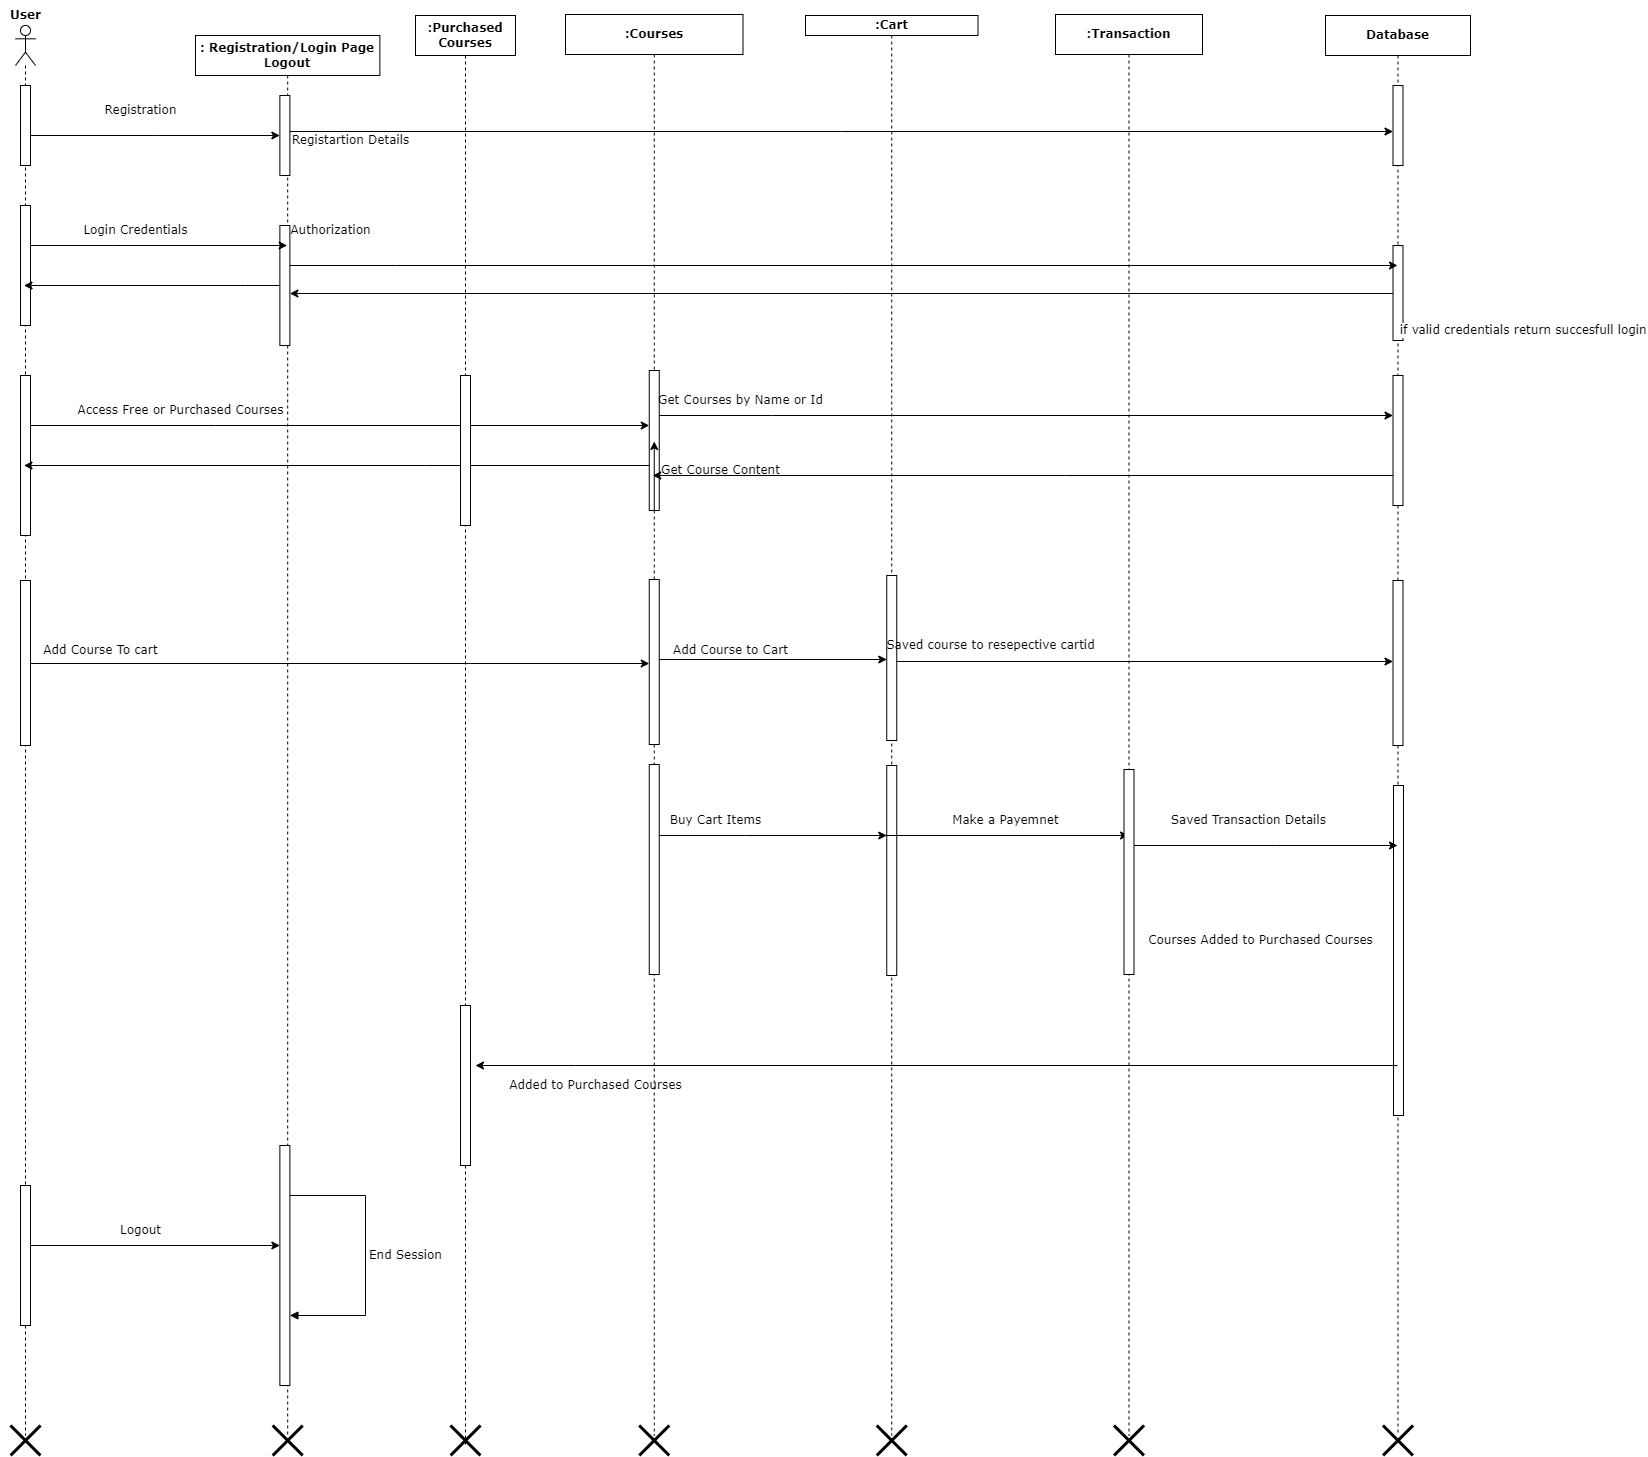 User
: Registration/Login Page
Logout
:Purchased
Courses
:Courses
:Cart
:Transaction
Database
Registration
Registartion Details
Login Credentials
Authorization
if valid credentials return succesfull login
Access Free or Purchased Courses
Get Courses by Name or Id
Get Course Content
Add Course To cart
Add Course to Cart
Saved course to resepective cartid
Buy Cart Items
Make a Payemnet
Saved Transaction Details
Courses Added to Purchased Courses
Added to Purchased Courses
Logout
End Session